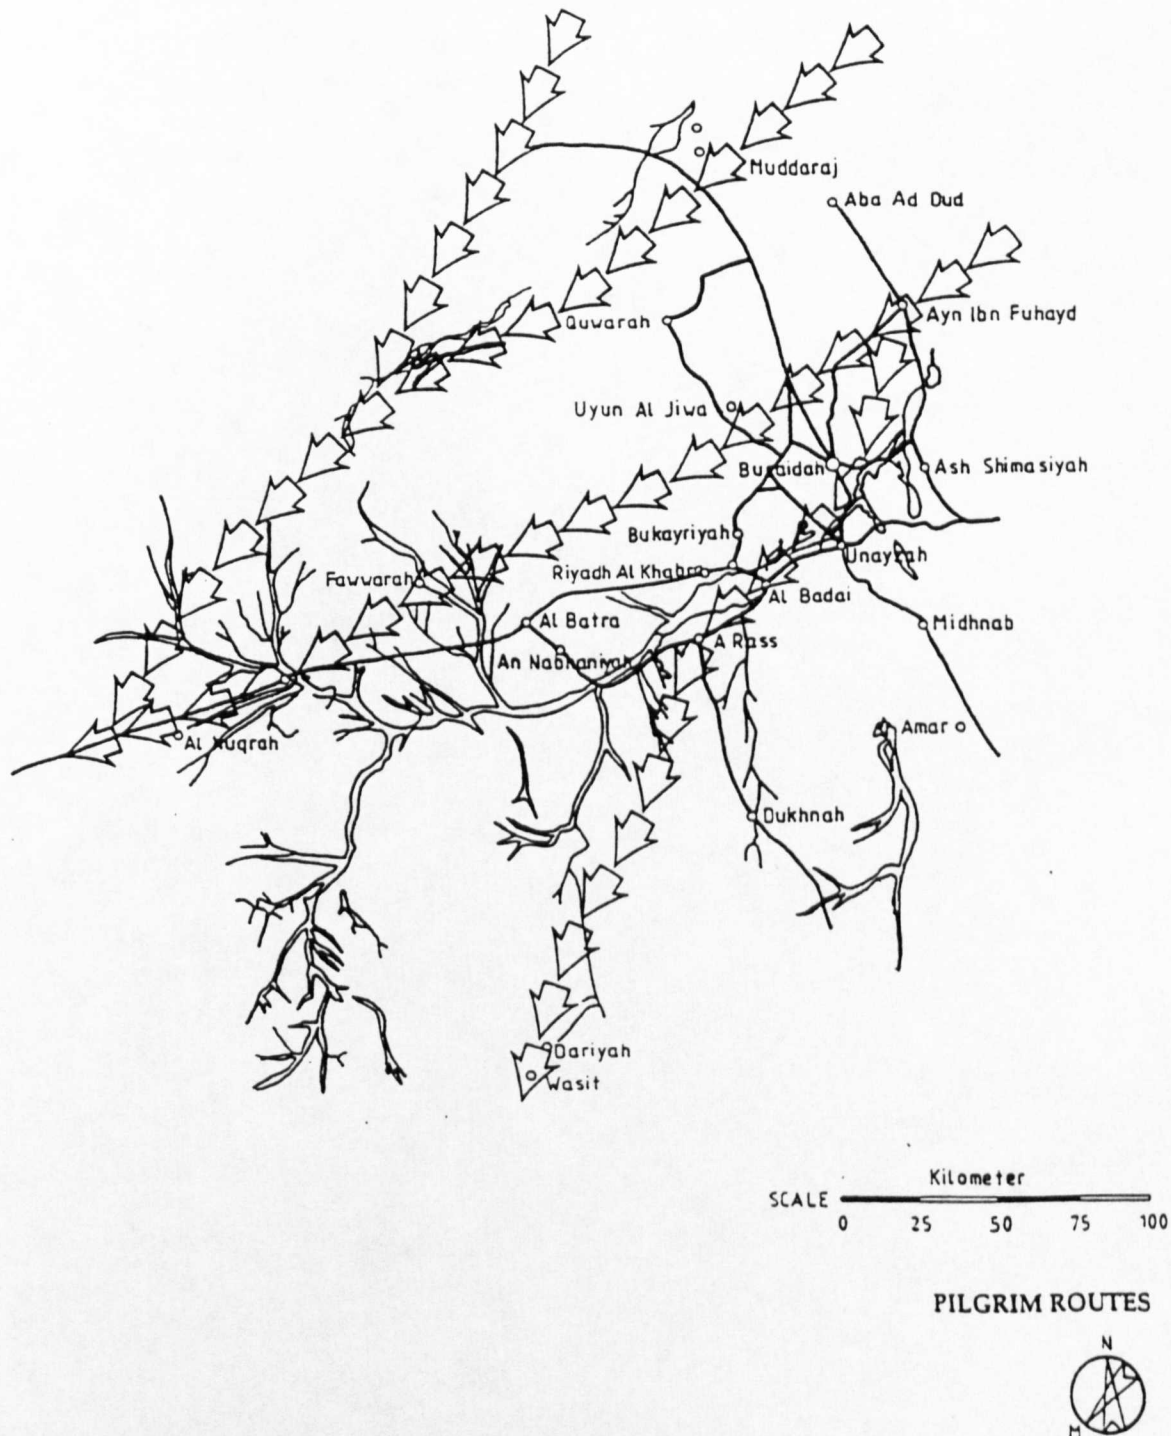 Muddaraj
Aba Ad Dud
Quwarah
Ayn Ibn Fuhayd
Uyun Al Jiwa
Buraidah
Ash Shimasiyah
Bukayriyah
Unayzah
Fawwarah
Riyadh Al Khabra
Al Badai
Al Batra
Midhnab
A Rass
An Nabhaniyah
Al Nuqrah
Amar
Dukhnah
Dariyah
Wasit
Kilometer
SCALE
0 25 50 75 100
PILGRIM ROUTES
N
M